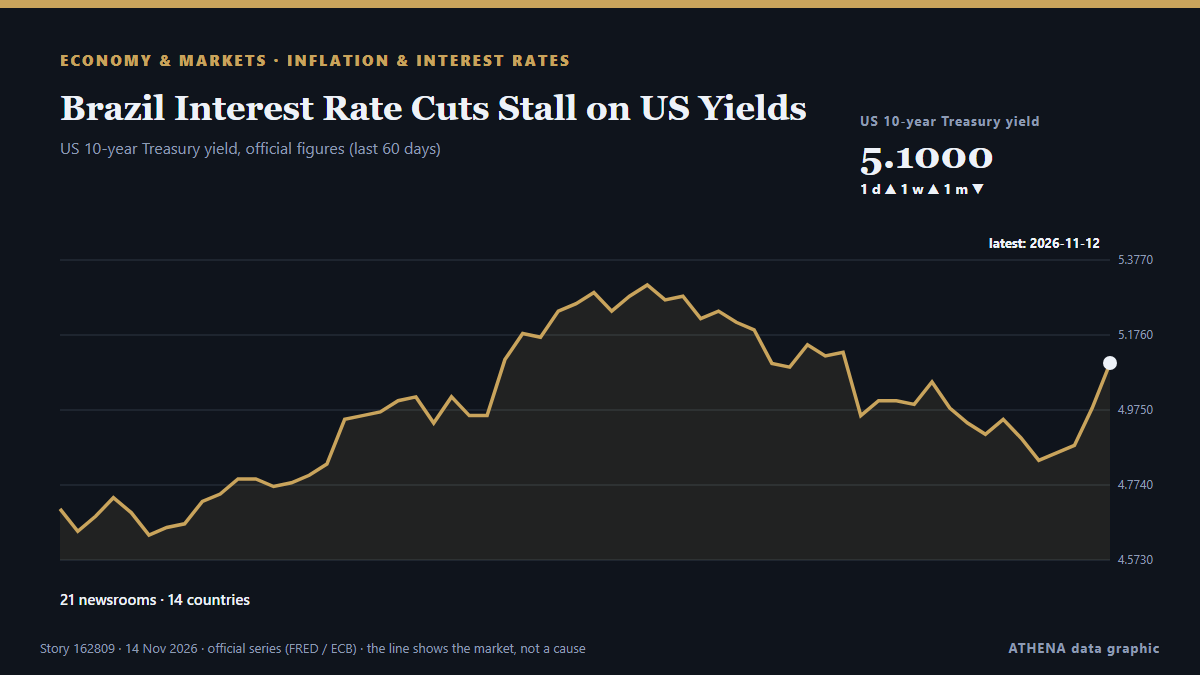 ECONOMY & MARKETS · INFLATION & INTEREST RATES
Brazil Interest Rate Cuts Stall on US Yields
US 10-year Treasury yield, official figures (last 60 days)
US 10-year Treasury yield
5.1000
1 d ▲ 1 w ▲ 1 m ▼
latest: 2026-11-12
5.3770
5.1760
4.9750
4.7740
4.5730
21 newsrooms · 14 countries
Story 162809 · 14 Nov 2026 · official series (FRED / ECB) · the line shows the market, not a cause
ATHENA data graphic